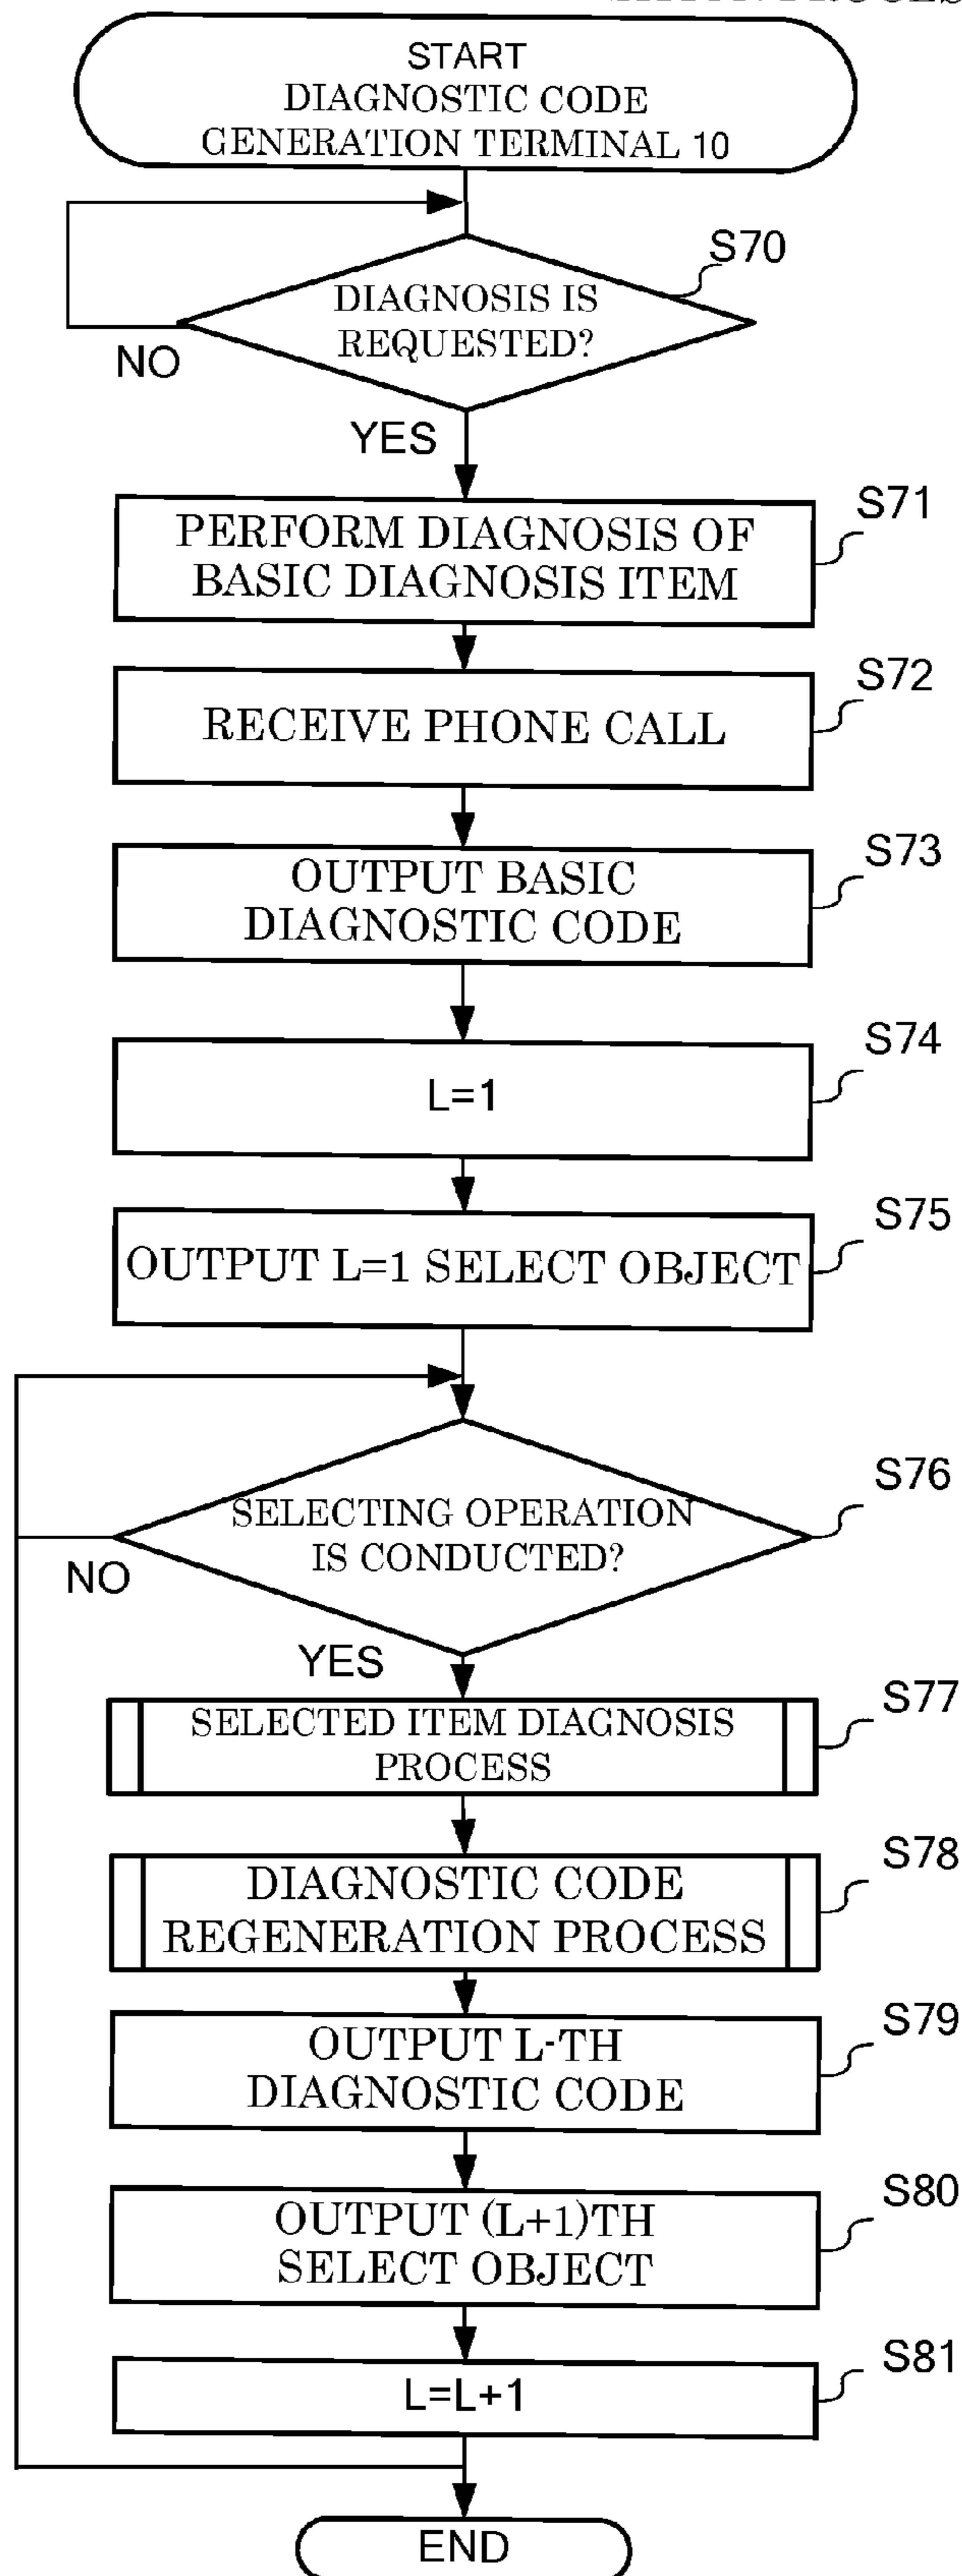 START
DIAGNOSTIC CODE
GENERATION TERMINAL 10
S70
DIAGNOSIS IS
REQUESTED?
NO
YES
S71
PERFORM DIAGNOSIS OF
BASIC DIAGNOSIS ITEM
S72
RECEIVE PHONE CALL
S73
OUTPUT BASIC
DIAGNOSTIC CODE
S74
L=1
S75
OUTPUT L=1 SELECT OBJECT
S76
SELECTING OPERATION
IS CONDUCTED?
NO
YES
S77
SELECTED ITEM DIAGNOSIS
PROCESS
S78
DIAGNOSTIC CODE
REGENERATION PROCESS
S79
OUTPUT L-TH
DIAGNOSTIC CODE
S80
OUTPUT (L+1)TH
SELECT OBJECT
S81
L=L+1
END